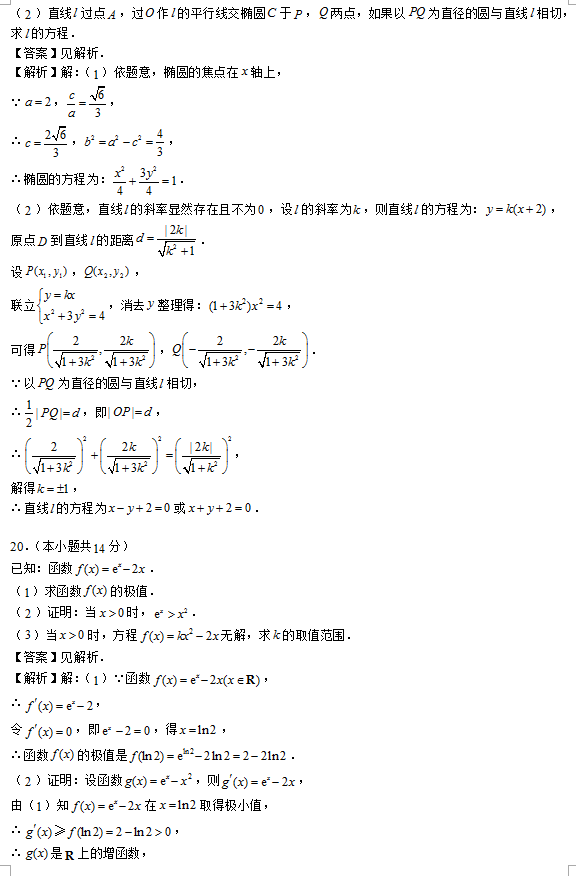 （2）直线l过点A，过O作l的平行线交椭圆C于P，Q两点，如果以PQ为直径的圆与直线l相切，
求l的方程．
【答案】见解析．
【解析】解：（1）依题意，椭圆的焦点在x轴上，
∵a=2，c/a=√6/3，
∴c=2√6/3，b²=a²-c²=4/3，
∴椭圆的方程为：x²/4+3y²/4=1．
（2）依题意，直线l的斜率显然存在且不为0，设l的斜率为k，则直线l的方程为：y=k(x+2)，
原点D到直线l的距离d=|2k|/√(k²+1)．
设P(x₁,y₁)，Q(x₂,y₂)，
联立{y=kx x²+3y²=4，消去y整理得：(1+3k²)x²=4，
可得P(2/√(1+3k²), 2k/√(1+3k²))，Q(-2/√(1+3k²), -2k/√(1+3k²))．
∵以PQ为直径的圆与直线l相切，
∴1/2|PQ|=d，即|OP|=d，
∴(2/√(1+3k²))²+(2k/√(1+3k²))²=(|2k|/√(1+k²))²，
解得k=±1，
∴直线l的方程为x-y+2=0或x+y+2=0．
20．（本小题共14分）
已知：函数f(x)=eˣ-2x．
（1）求函数f(x)的极值．
（2）证明：当x>0时，eˣ>x²．
（3）当x>0时，方程f(x)=kx²-2x无解，求k的取值范围．
【答案】见解析．
【解析】解：（1）∵函数f(x)=eˣ-2x(x∈R)，
∴f′(x)=eˣ-2，
令f′(x)=0，即eˣ-2=0，得x=ln2，
∴函数f(x)的极值是f(ln2)=e^ln2-2ln2=2-2ln2．
（2）证明：设函数g(x)=eˣ-x²，则g′(x)=eˣ-2x，
由（1）知f(x)=eˣ-2x在x=ln2取得极小值，
∴g′(x)≥f(ln2)=2-ln2>0，
∴g(x)是R上的增函数，